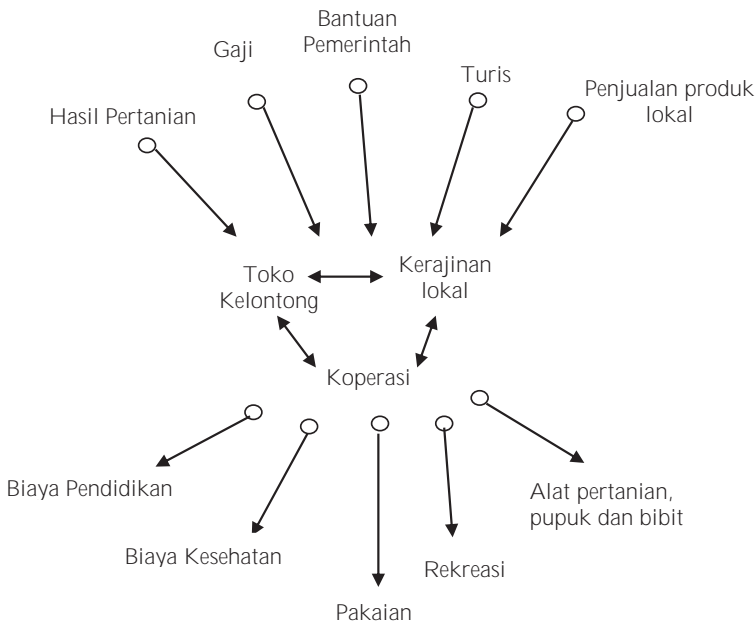 Bantuan
Pemerintah
Gaji
Turis
Penjualan produk
lokal
Hasil Pertanian
Toko
Kelontong
Kerajinan
lokal
Koperasi
Biaya Pendidikan
Alat pertanian,
pupuk dan bibit
Biaya Kesehatan
Rekreasi
Pakaian